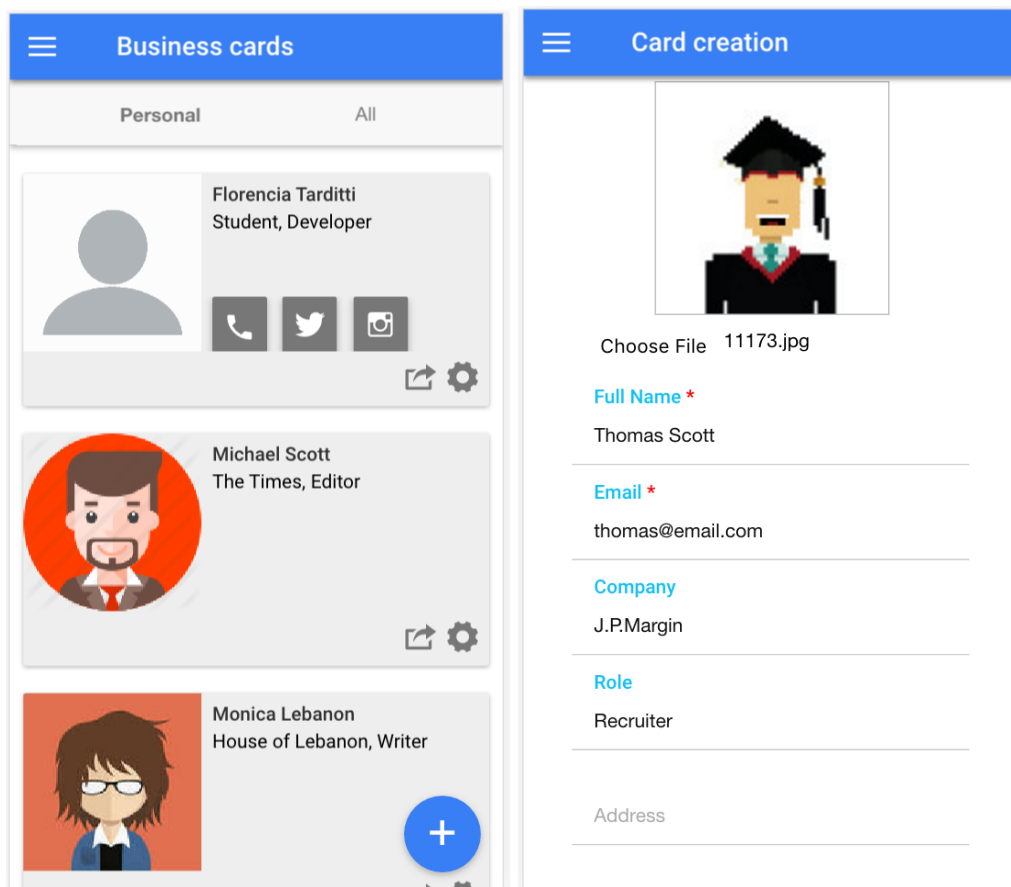 Business cards
Personal All
Florencia Tarditti
Student, Developer
Michael Scott
The Times, Editor
Monica Lebanon
House of Lebanon, Writer
+
Card creation
Choose File 11173.jpg
Full Name *
Thomas Scott
Email *
thomas@email.com
Company
J.P.Margin
Role
Recruiter
Address